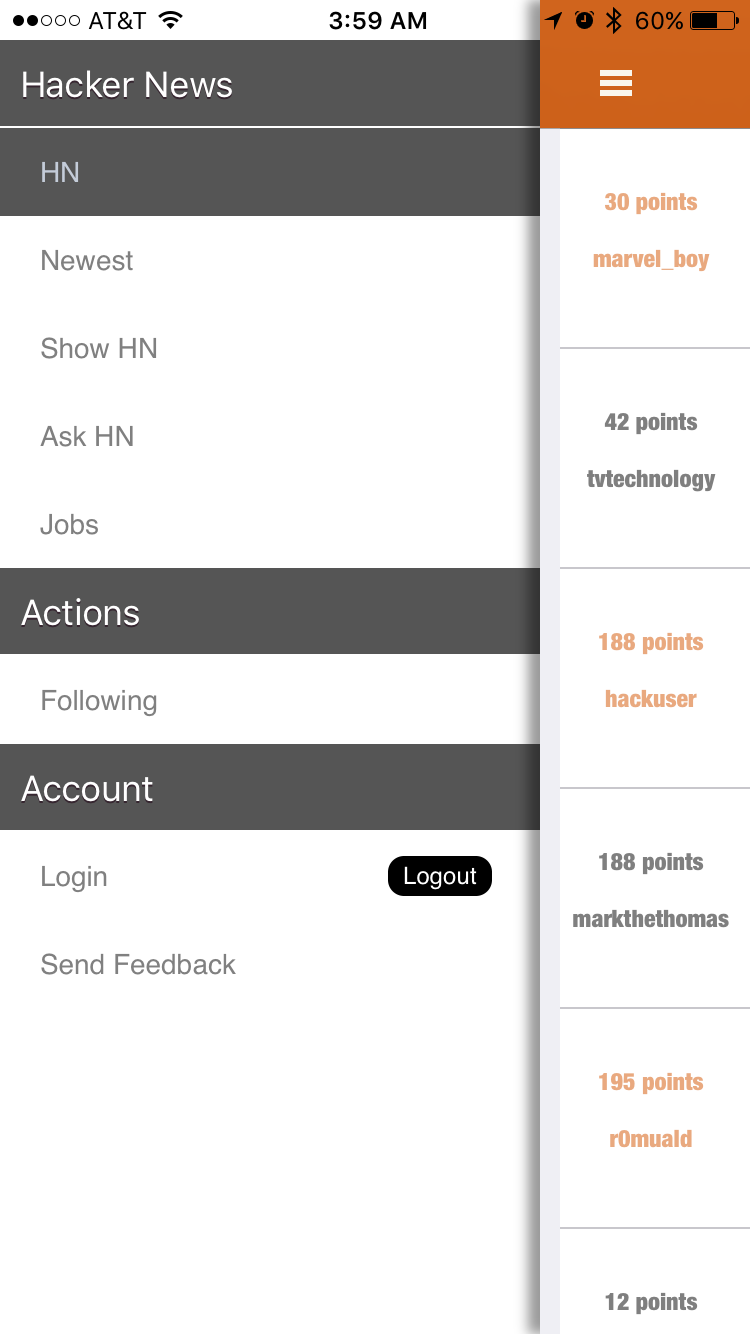 AT&T 3:59 AM 60%
Hacker News
HN
Newest
Show HN
Ask HN
Jobs
Actions
Following
Account
Login Logout
Send Feedback
30 points
marvel_boy
42 points
tvtechnology
188 points
hackuser
188 points
markthethomas
195 points
r0muald
12 points